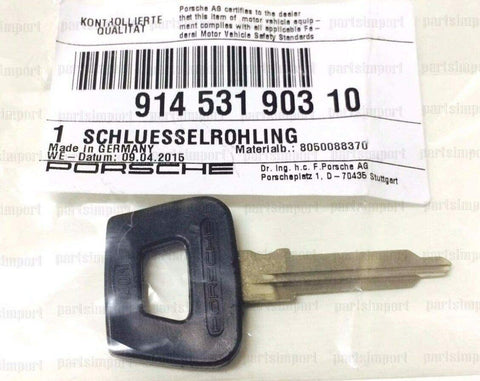 KONTROLLIERTE
QUALITÄT
Porsche AG certifies to the dealer
that this item of motor vehicle equip-
ment complies with all applicable Fe-
deral Motor Vehicle Safety Standards
914 531 903 10
1 SCHLUESSELROHLING
Made in GERMANY Materialb.: 8050088370
WE-Datum: 09.04.2015
PORSCHE
Dr. Ing. h.c. F.Porsche AG
Porscheplatz 1, D-70435 Stuttgart
PORSCHE
partsimport